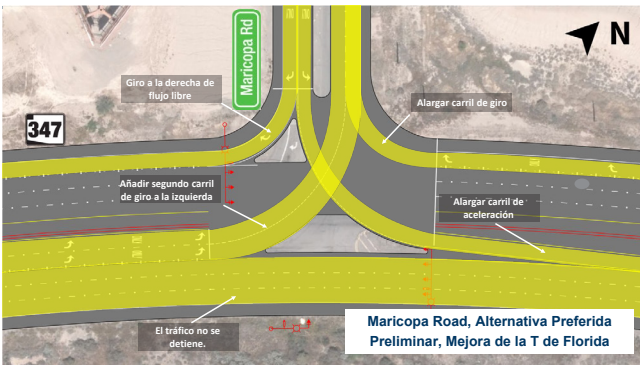 Maricopa Rd
N
Giro a la derecha de
flujo libre
Alargar carril de giro
347
Añadir segundo carril
de giro a la izquierda
Alargar carril de
aceleración
El tráfico no se
detiene.
Maricopa Road, Alternativa Preferida
Preliminar, Mejora de la T de Florida